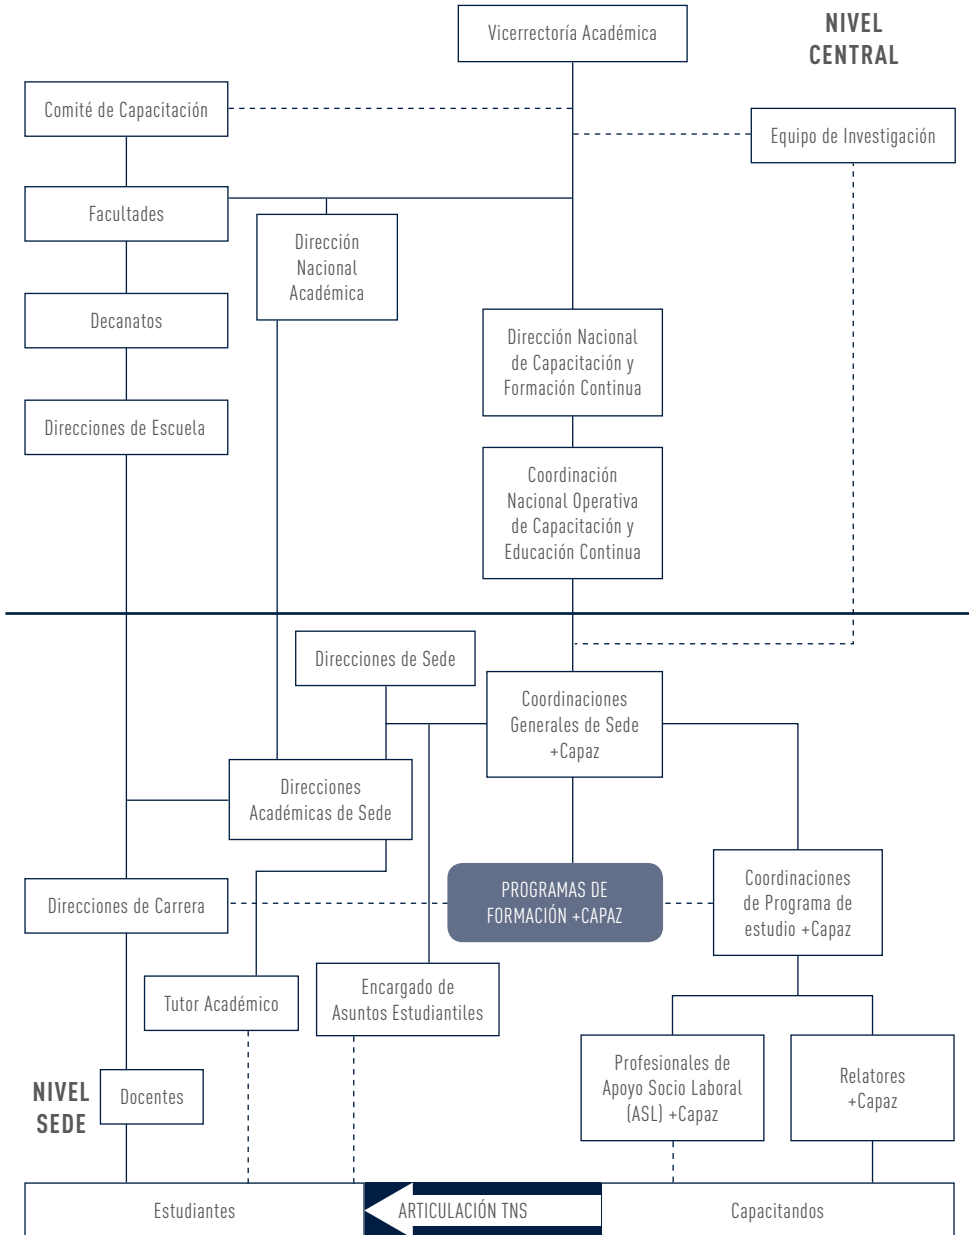 Vicerrectoría Académica
NIVEL
CENTRAL
Comité de Capacitación
Equipo de Investigación
Facultades
Dirección
Nacional
Académica
Decanatos
Dirección Nacional
de Capacitación y
Formación Continua
Direcciones de Escuela
Coordinación
Nacional Operativa
de Capacitación y
Educación Continua
Direcciones de Sede
Coordinaciones
Generales de Sede
+Capaz
Direcciones
Académicas de Sede
Direcciones de Carrera
PROGRAMAS DE
FORMACIÓN +CAPAZ
Coordinaciones
de Programa de
estudio +Capaz
Tutor Académico
Encargado de
Asuntos Estudiantiles
NIVEL
SEDE
Docentes
Profesionales de
Apoyo Socio Laboral
(ASL) +Capaz
Relatores
+Capaz
Estudiantes
ARTICULACIÓN TNS
Capacitandos